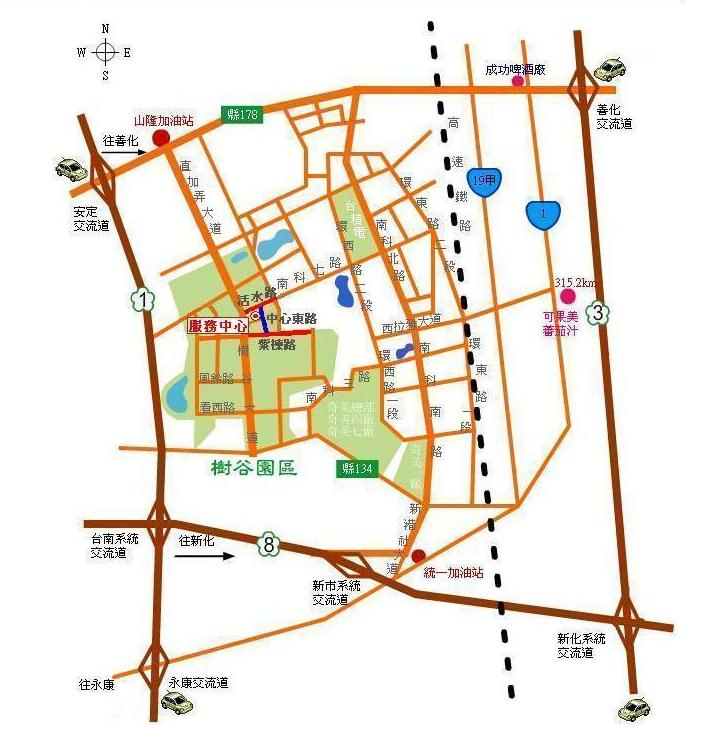 N
W E
S
成功啤酒廠
善化
交流道
山隆加油站
縣178
往善化
安定
交流道
直加弄大道
高速鐵路
19甲
1
環東路二段
台積電
環西路二段
南科北路
南科七路
活水路
中心東路
服務中心
紫楝路
1
315.2km
3
可果美
蕃茄汁
西拉雅大道
環西路一段
南科南路
環東路一段
樹谷大道
風鈴路
看西路
南科三路
奇美總部
奇美四廠
奇美七廠
樹谷園區
縣134
新港社大道
台南系統
交流道
往新化
8
統一加油站
新市系統
交流道
新化系統
交流道
往永康
永康交流道